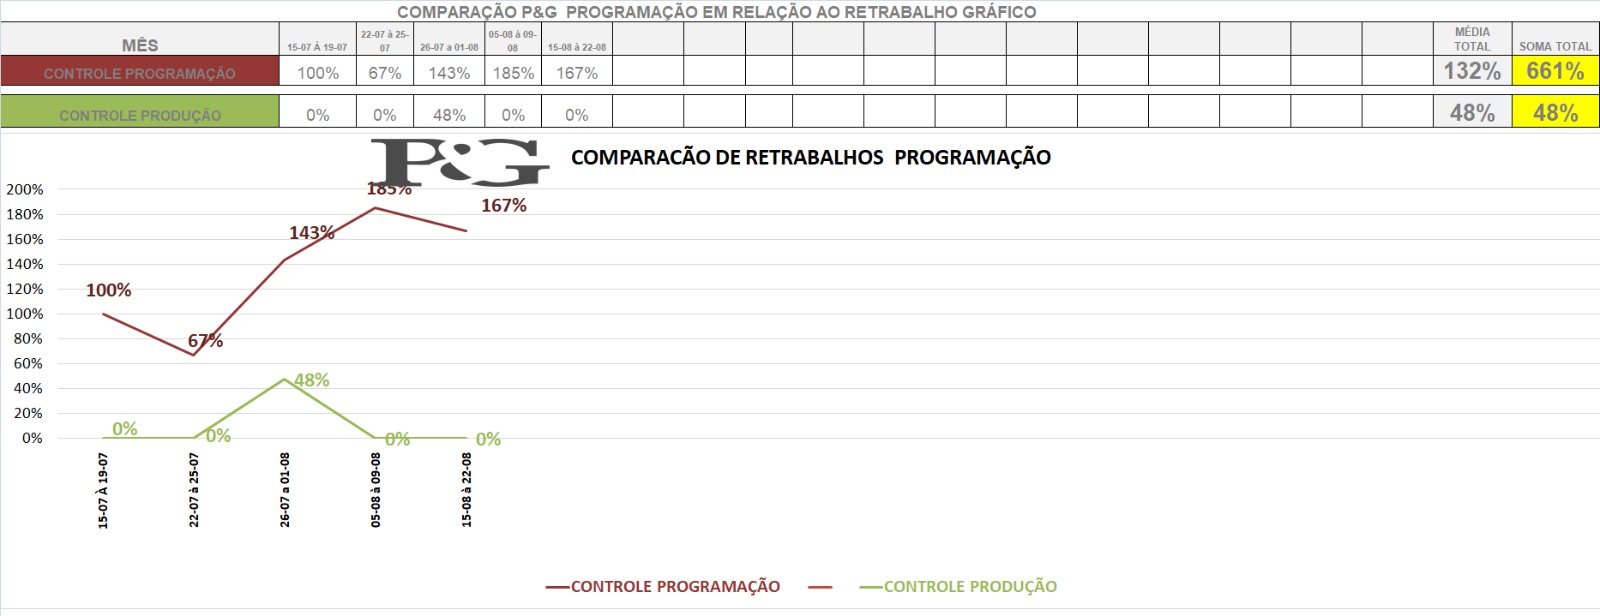 COMPARAÇÃO P&G PROGRAMAÇÃO EM RELAÇÃO AO RETRABALHO GRÁFICO
MÊS 15-07 À 19-07 22-07 à 25-07 26-07 a 01-08 05-08 à 09-08 15-08 à 22-08 MÉDIA TOTAL SOMA TOTAL
CONTROLE PROGRAMAÇÃO 100% 67% 143% 185% 167% 132% 661%
CONTROLE PRODUÇÃO 0% 0% 48% 0% 0% 48% 48%
P&G COMPARACÃO DE RETRABALHOS PROGRAMAÇÃO
200%
180%
160%
140%
120%
100%
80%
60%
40%
20%
0%
100%
67%
143%
185%
167%
0%
0%
48%
0%
0%
15-07 À 19-07
22-07 à 25-07
26-07 a 01-08
05-08 à 09-08
15-08 à 22-08
CONTROLE PROGRAMAÇÃO CONTROLE PRODUÇÃO